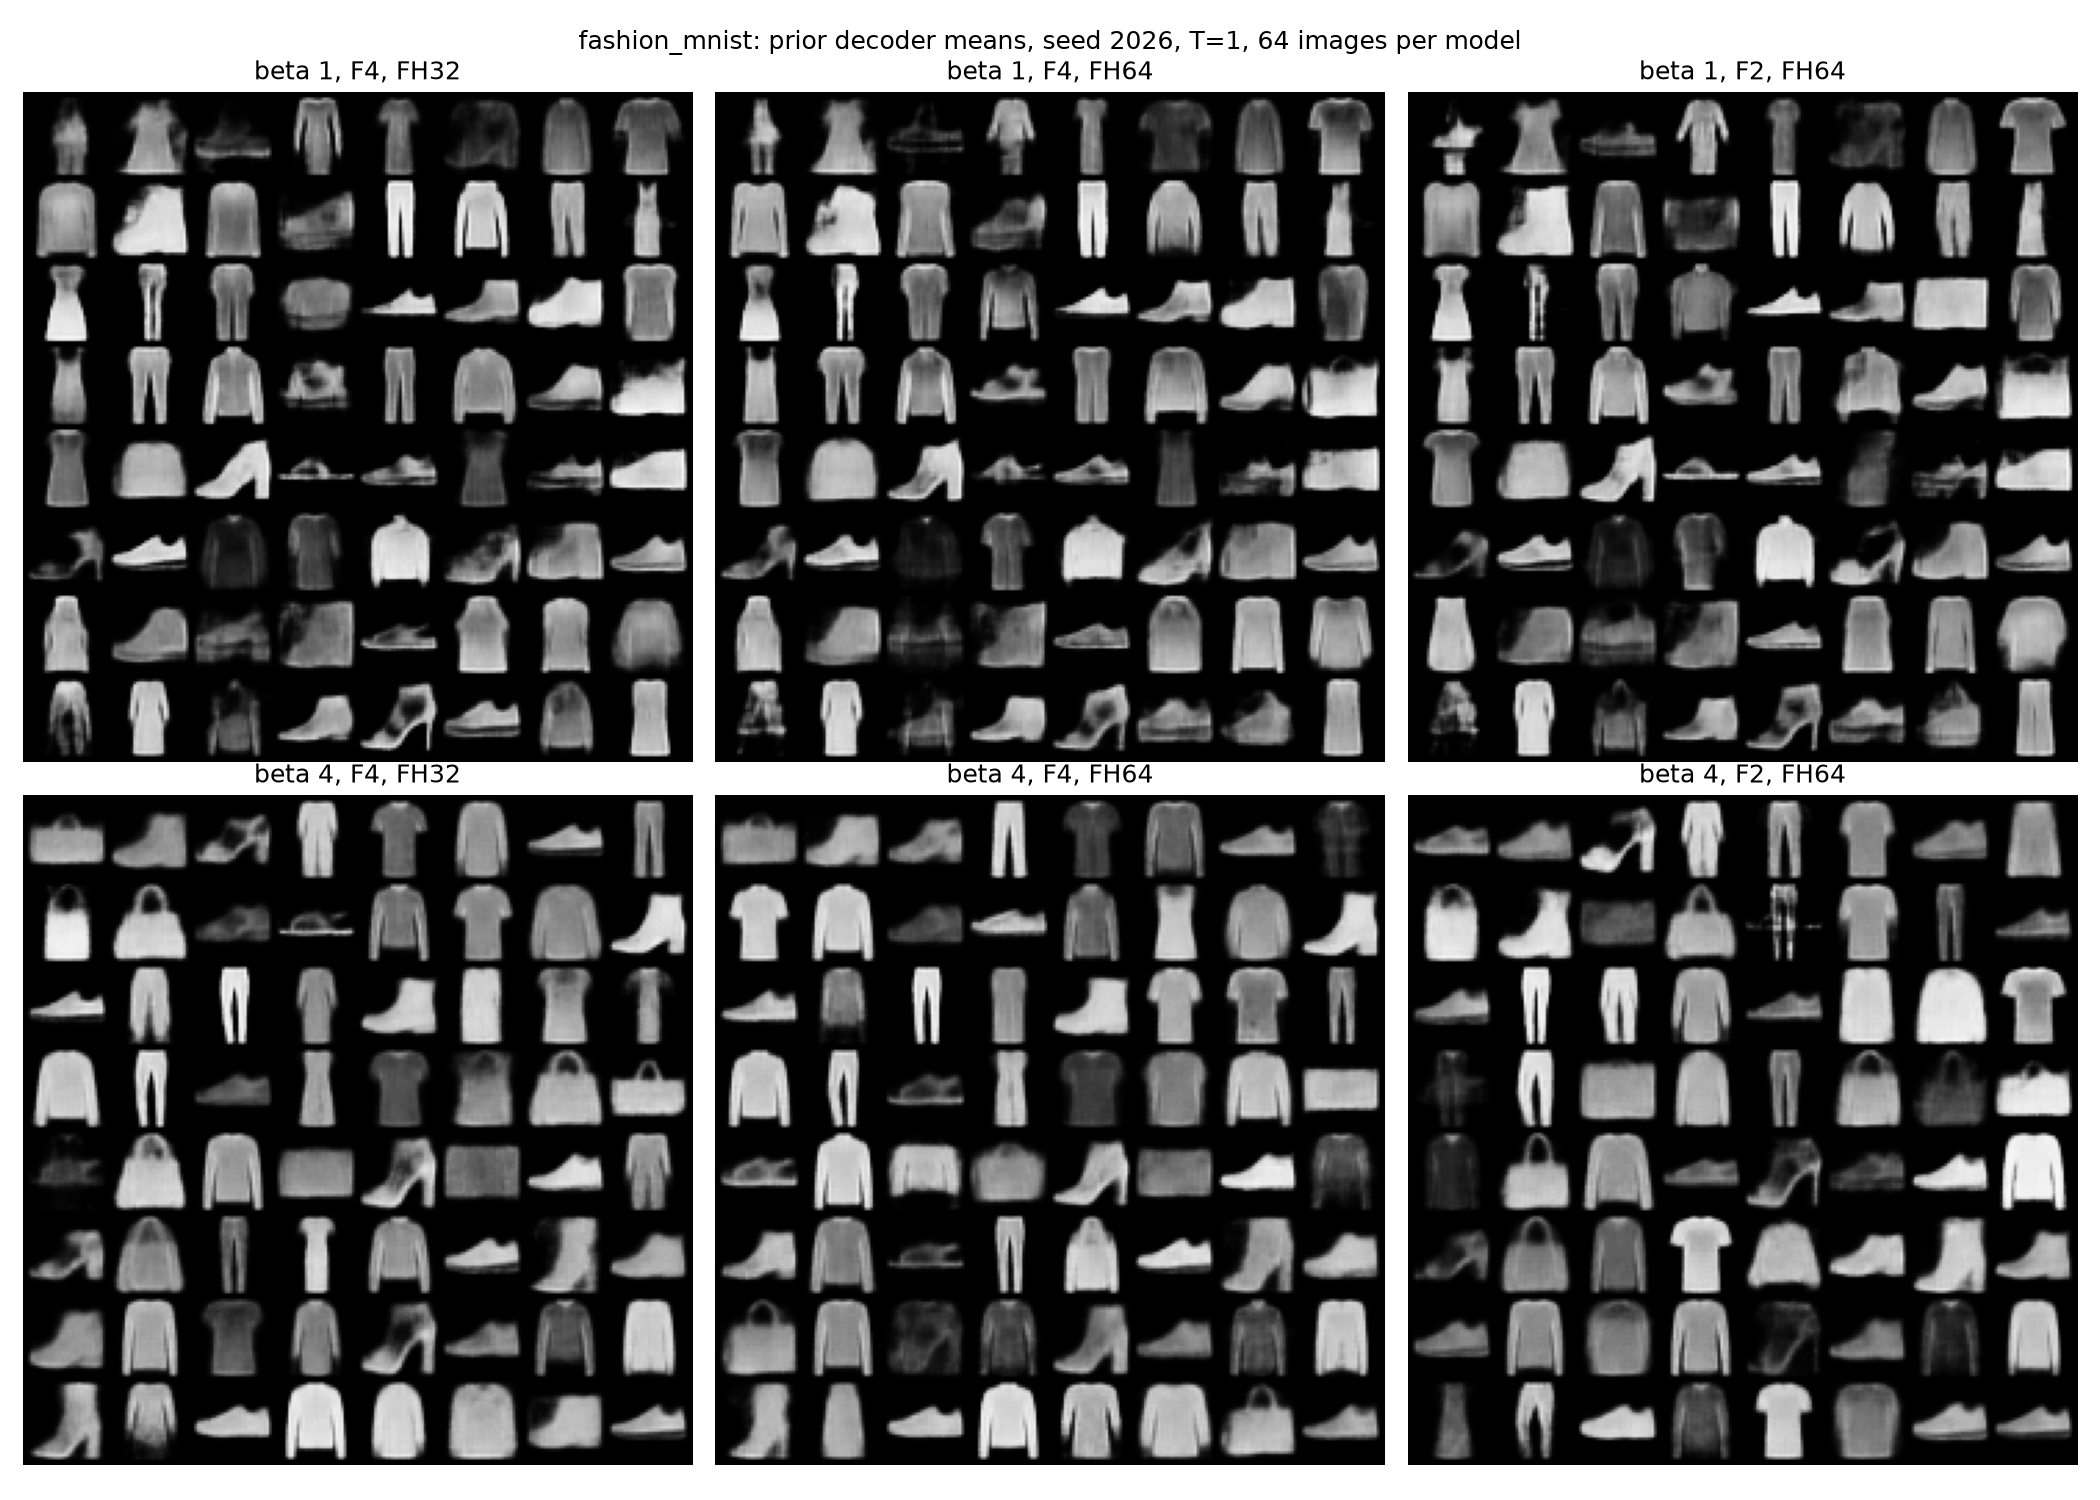 fashion_mnist: prior decoder means, seed 2026, T=1, 64 images per model
beta 1, F4, FH32
beta 1, F4, FH64
beta 1, F2, FH64
beta 4, F4, FH32
beta 4, F4, FH64
beta 4, F2, FH64